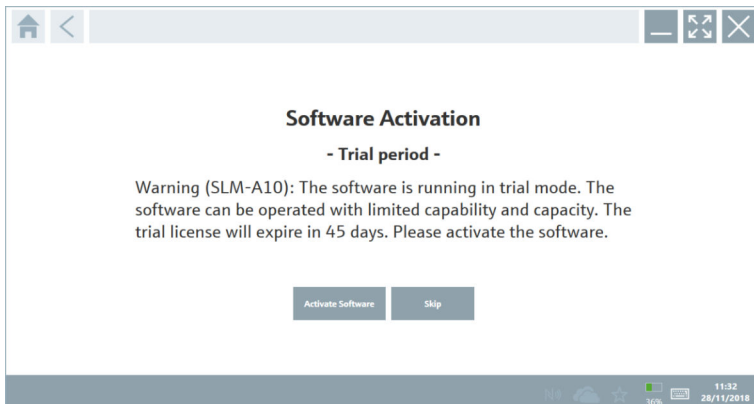 Software Activation
- Trial period -
Warning (SLM-A10): The software is running in trial mode. The
software can be operated with limited capability and capacity. The
trial license will expire in 45 days. Please activate the software.
Activate Software
Skip
36%
11:32
28/11/2018